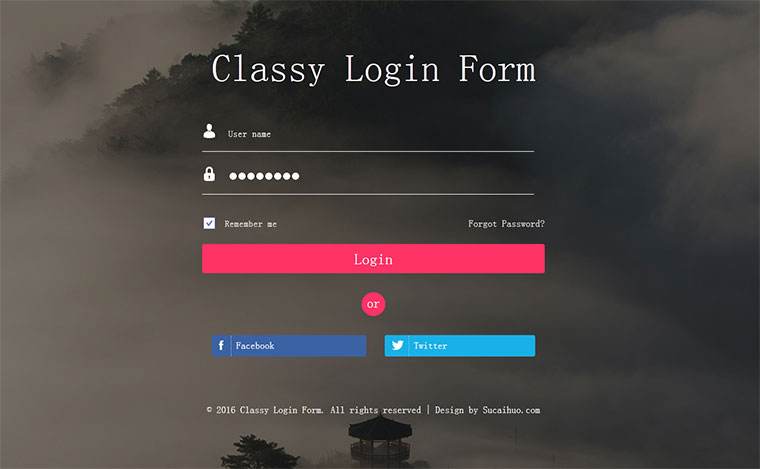 Classy Login Form
User name
Remember me
Forgot Password?
Login
or
f Facebook
Twitter
© 2016 Classy Login Form. All rights reserved | Design by Sucaihuo.com